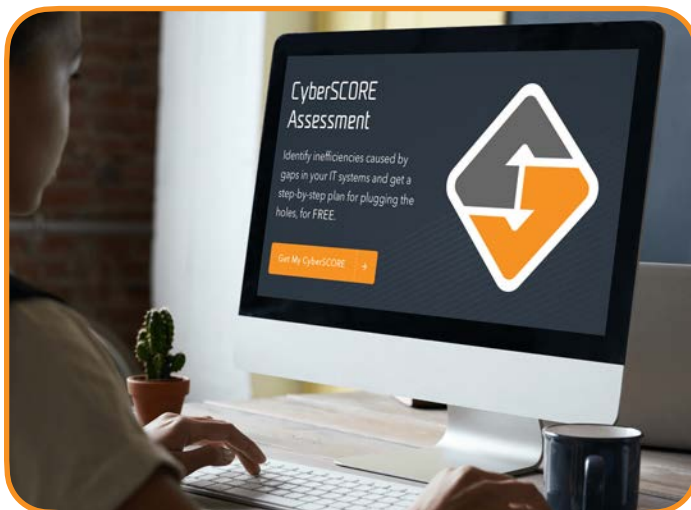 CyberSCORE
Assessment
Identify inefficiencies caused by
gaps in your IT systems and get a
step-by-step plan for plugging the
holes, for FREE.
Get My CyberSCORE